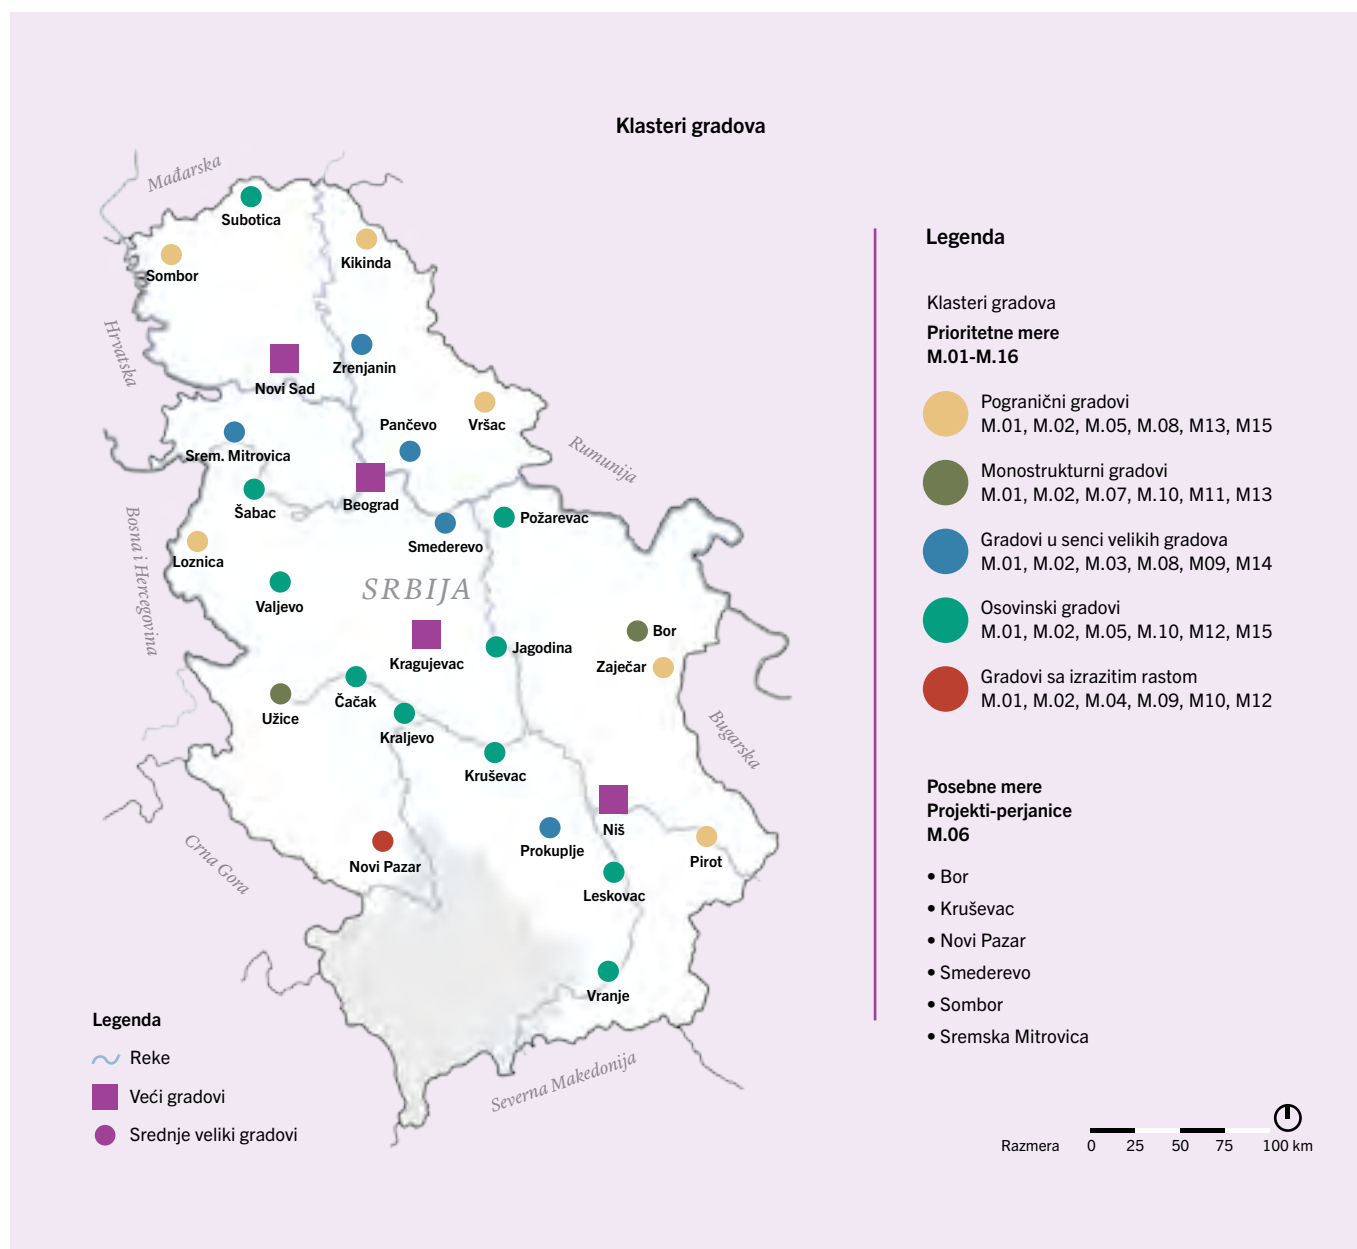 Klasteri gradova
Mađarska
Subotica
Kikinda
Sombor
Hrvatska
Zrenjanin
Novi Sad
Pančevo
Vršac
Srem. Mitrovica
Rumunija
Beograd
Šabac
Požarevac
Smederevo
Bosna i Hercegovina
Loznica
SRBIJA
Valjevo
Bor
Jagodina
Kragujevac
Zaječar
Čačak
Užice
Kraljevo
Bugarska
Kruševac
Niš
Prokuplje
Pirot
Novi Pazar
Crna Gora
Leskovac
Vranje
Severna Makedonija
Legenda
Reke
Veći gradovi
Srednje veliki gradovi
Legenda
Klasteri gradova
Prioritetne mere
M.01-M.16
Pogranični gradovi
M.01, M.02, M.05, M.08, M13, M15
Monostrukturni gradovi
M.01, M.02, M.07, M.10, M11, M13
Gradovi u senci velikih gradova
M.01, M.02, M.03, M.08, M09, M14
Osovinski gradovi
M.01, M.02, M.05, M.10, M12, M15
Gradovi sa izrazitim rastom
M.01, M.02, M.04, M.09, M10, M12
Posebne mere
Projekti-perjanice
M.06
• Bor
• Kruševac
• Novi Pazar
• Smederevo
• Sombor
• Sremska Mitrovica
Razmera 0 25 50 75 100 km